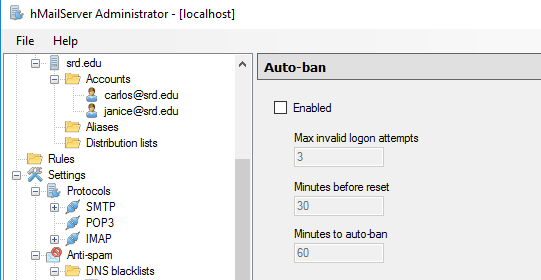 hMailServer Administrator - [localhost]
File Help
srd.edu
Accounts
carlos@srd.edu
janice@srd.edu
Aliases
Distribution lists
Rules
Settings
Protocols
SMTP
POP3
IMAP
Anti-spam
DNS blacklists
Auto-ban
Enabled
Max invalid logon attempts
3
Minutes before reset
30
Minutes to auto-ban
60